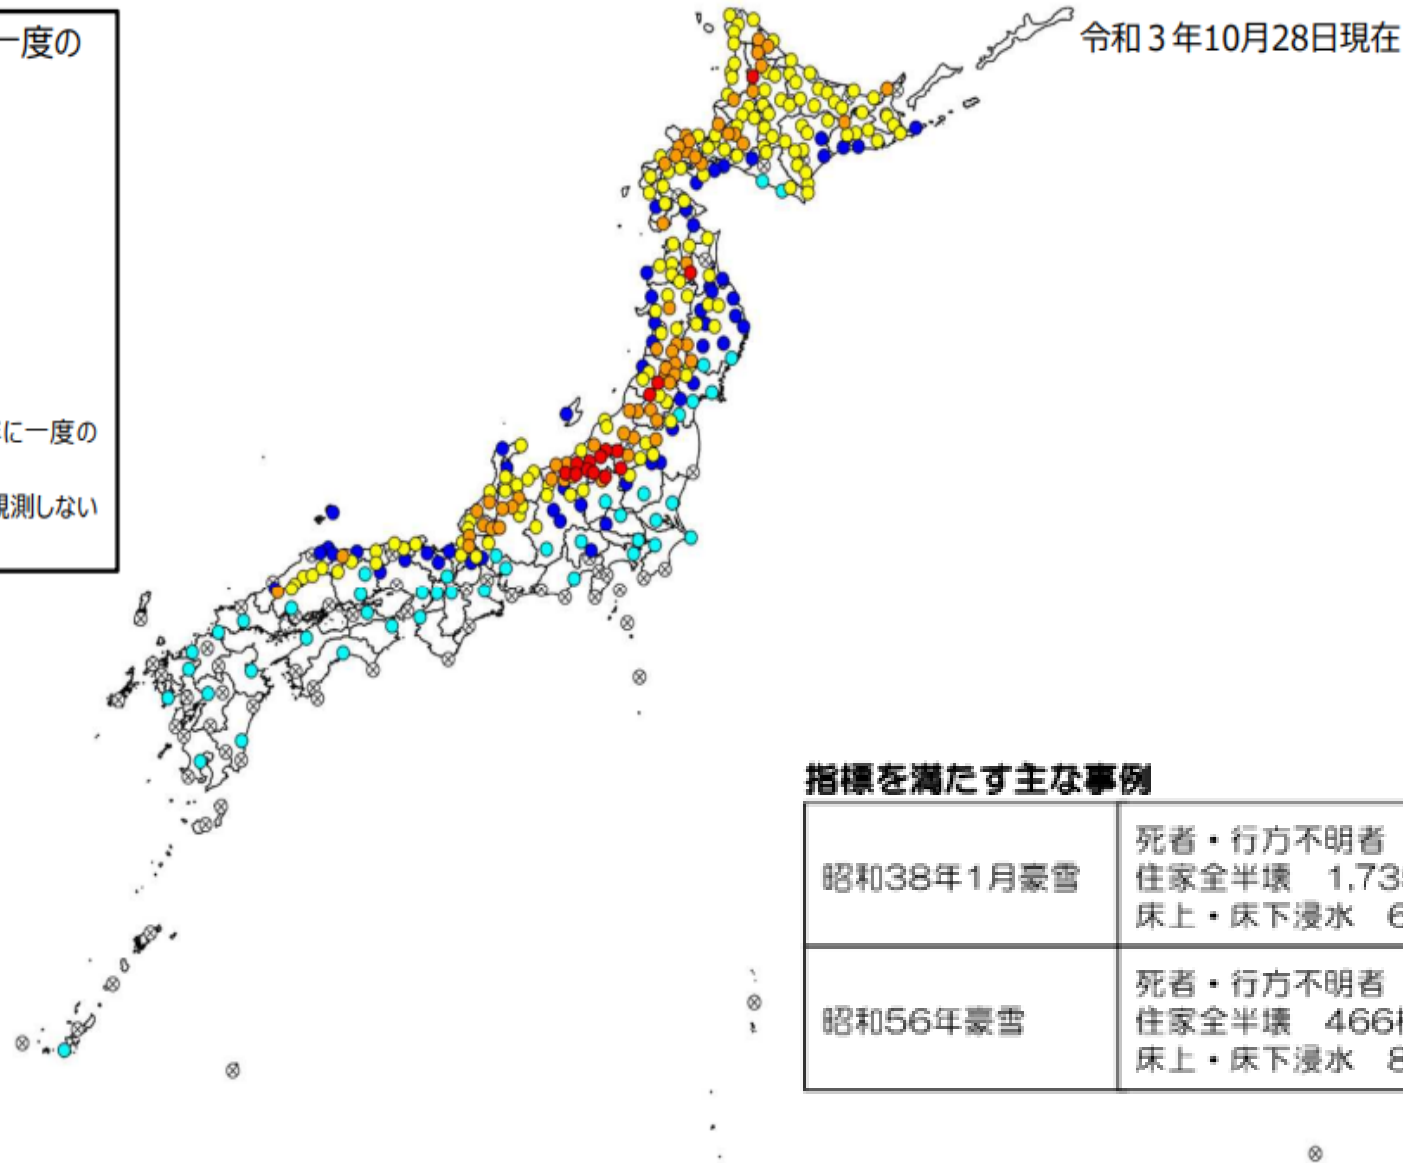 一度の
に一度の
観測しない
令和3年10月28日現在
指標を満たす主な事例
昭和38年1月豪雪
死者・行方不明者
住家全半壊 1,73
床上・床下浸水 6
昭和56年豪雪
死者・行方不明者
住家全半壊 466
床上・床下浸水 8